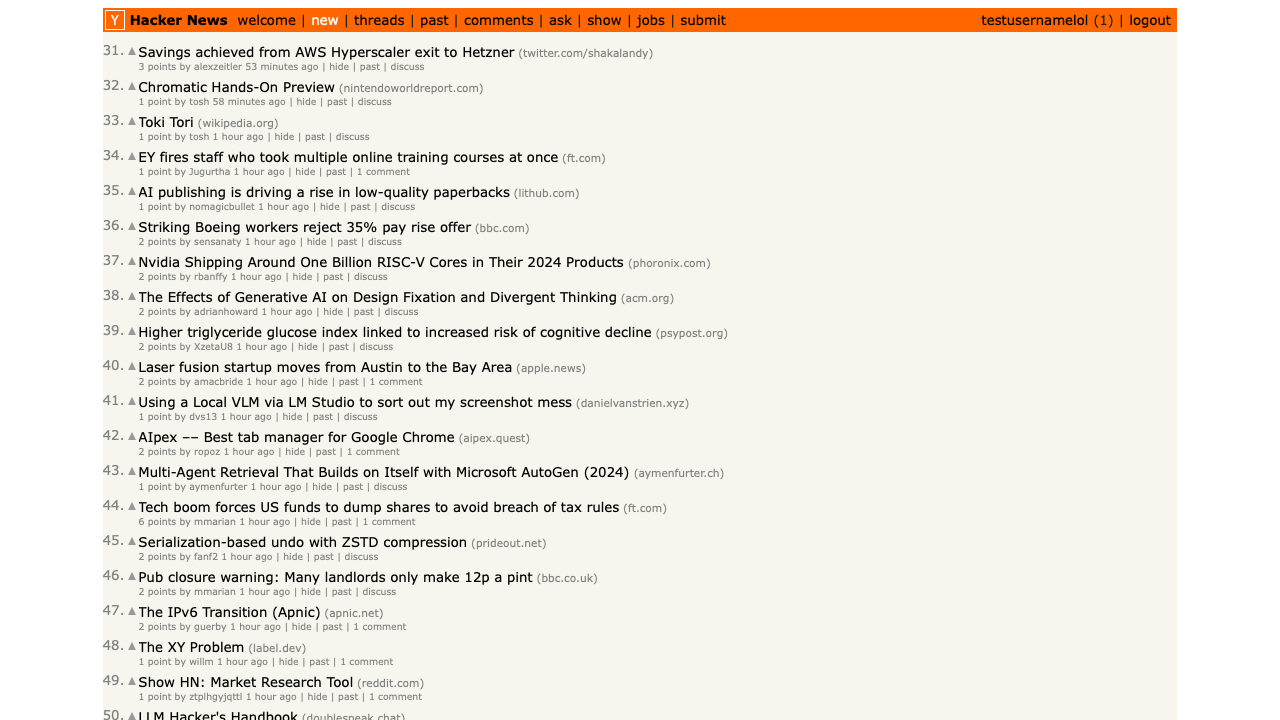 Y Hacker News welcome | new | threads | past | comments | ask | show | jobs | submit testusernamelol (1) | logout
31. Savings achieved from AWS Hyperscaler exit to Hetzner (twitter.com/shakalandy)
3 points by alexzeitler 53 minutes ago | hide | past | discuss
32. Chromatic Hands-On Preview (nintendoworldreport.com)
1 point by tosh 58 minutes ago | hide | past | discuss
33. Toki Tori (wikipedia.org)
1 point by tosh 1 hour ago | hide | past | discuss
34. EY fires staff who took multiple online training courses at once (ft.com)
1 point by Jugurtha 1 hour ago | hide | past | 1 comment
35. AI publishing is driving a rise in low-quality paperbacks (lithub.com)
1 point by nomagicbullet 1 hour ago | hide | past | discuss
36. Striking Boeing workers reject 35% pay rise offer (bbc.com)
2 points by sensanaty 1 hour ago | hide | past | discuss
37. Nvidia Shipping Around One Billion RISC-V Cores in Their 2024 Products (phoronix.com)
2 points by rbanffy 1 hour ago | hide | past | discuss
38. The Effects of Generative AI on Design Fixation and Divergent Thinking (acm.org)
2 points by adrianhoward 1 hour ago | hide | past | discuss
39. Higher triglyceride glucose index linked to increased risk of cognitive decline (psypost.org)
2 points by XzetaU8 1 hour ago | hide | past | discuss
40. Laser fusion startup moves from Austin to the Bay Area (apple.news)
2 points by amacbride 1 hour ago | hide | past | 1 comment
41. Using a Local VLM via LM Studio to sort out my screenshot mess (danielvanstrien.xyz)
1 point by dvs13 1 hour ago | hide | past | discuss
42. AIpex –– Best tab manager for Google Chrome (aipex.quest)
2 points by ropoz 1 hour ago | hide | past | 1 comment
43. Multi-Agent Retrieval That Builds on Itself with Microsoft AutoGen (2024) (aymenfurter.ch)
1 point by aymenfurter 1 hour ago | hide | past | discuss
44. Tech boom forces US funds to dump shares to avoid breach of tax rules (ft.com)
6 points by mmarian 1 hour ago | hide | past | 1 comment
45. Serialization-based undo with ZSTD compression (prideout.net)
2 points by fanf2 1 hour ago | hide | past | discuss
46. Pub closure warning: Many landlords only make 12p a pint (bbc.co.uk)
2 points by mmarian 1 hour ago | hide | past | discuss
47. The IPv6 Transition (Apnic) (apnic.net)
2 points by guerby 1 hour ago | hide | past | 1 comment
48. The XY Problem (label.dev)
1 point by willm 1 hour ago | hide | past | 1 comment
49. Show HN: Market Research Tool (reddit.com)
1 point by ztplhgyjqttl 1 hour ago | hide | past | 1 comment
50. LLM Hacker's Handbook (doublespeak.chat)